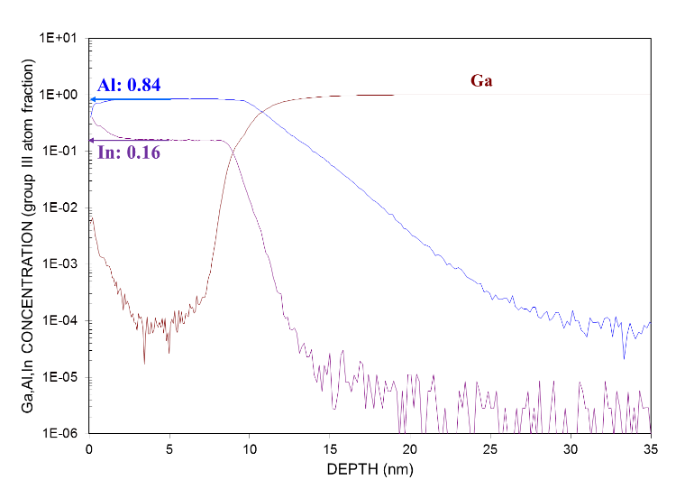 1E+01
1E+00
1E-01
1E-02
1E-03
1E-04
1E-05
1E-06
Ga,Al,In CONCENTRATION (group III atom fraction)
Al: 0.84
In: 0.16
Ga
0 5 10 15 20 25 30 35
DEPTH (nm)